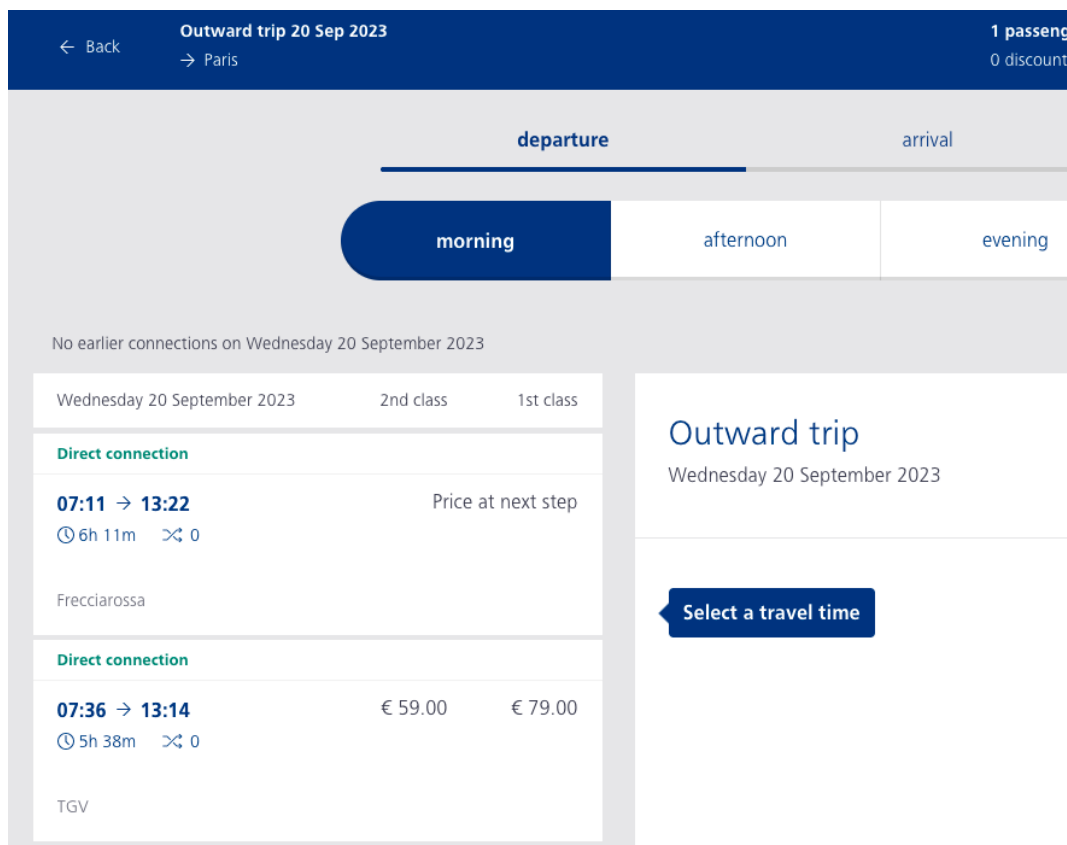 ← Back
Outward trip 20 Sep 2023
→ Paris
1 passeng
0 discount
departure arrival
morning afternoon evening
No earlier connections on Wednesday 20 September 2023
Wednesday 20 September 2023 2nd class 1st class
Direct connection
07:11 → 13:22 Price at next step
6h 11m 0
Frecciarossa
Direct connection
07:36 → 13:14 € 59.00 € 79.00
5h 38m 0
TGV
Outward trip
Wednesday 20 September 2023
Select a travel time